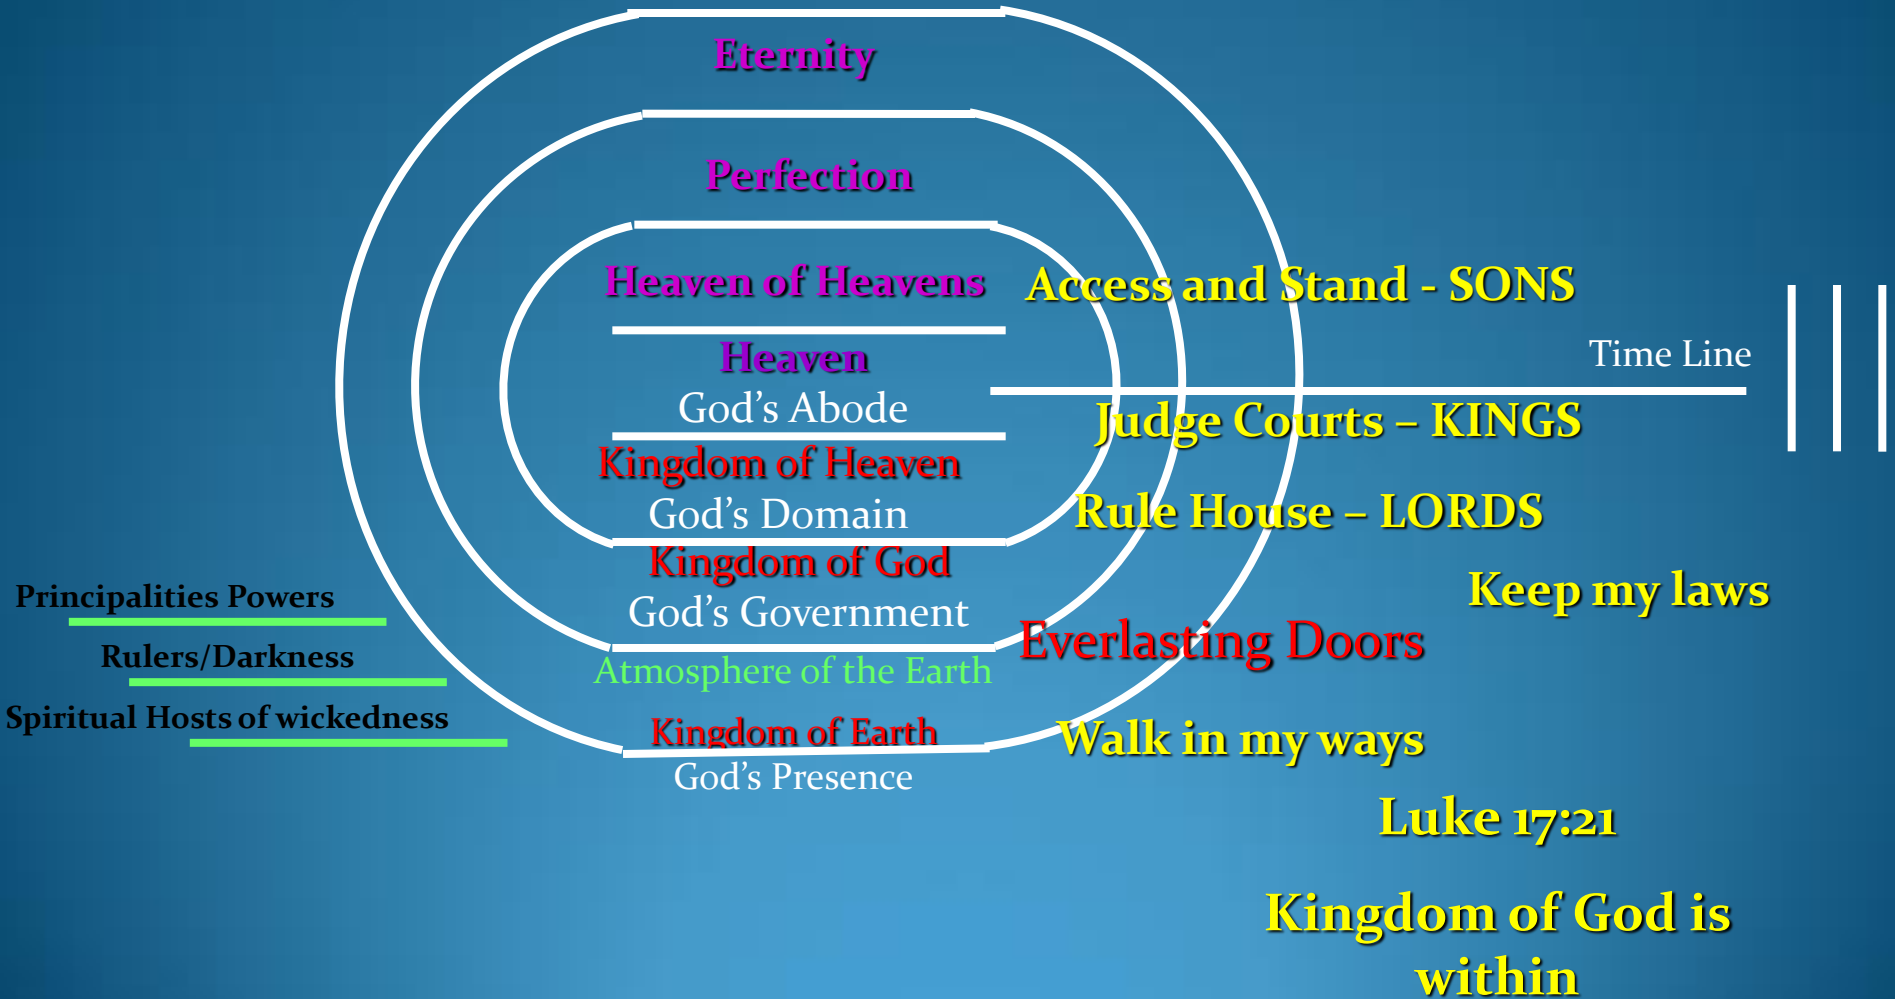 Eternity
Perfection
Heaven of Heavens
Access and Stand - SONS
Time Line
Heaven
God’s Abode
Judge Courts – KINGS
Kingdom of Heaven
God’s Domain
Rule House – LORDS
Kingdom of God
God’s Government
Keep my laws
Principalities Powers
Everlasting Doors
Rulers/Darkness
Atmosphere of the Earth
Spiritual Hosts of wickedness
Kingdom of Earth
Walk in my ways
God’s Presence
Luke 17:21
Kingdom of God is
within